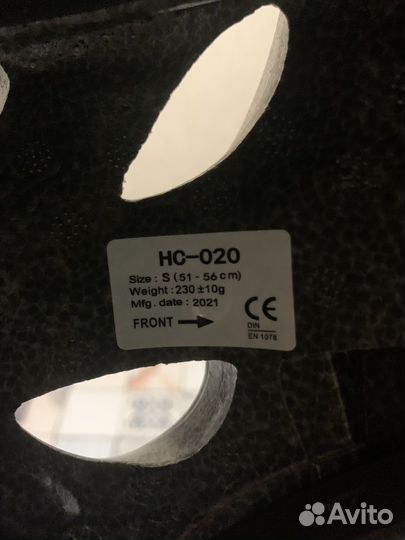 HC-020
Size : S (51 - 56 cm)
Weight : 230 ±10g
Mfg. date : 2021
FRONT
CE
DIN
EN 1078
Avito